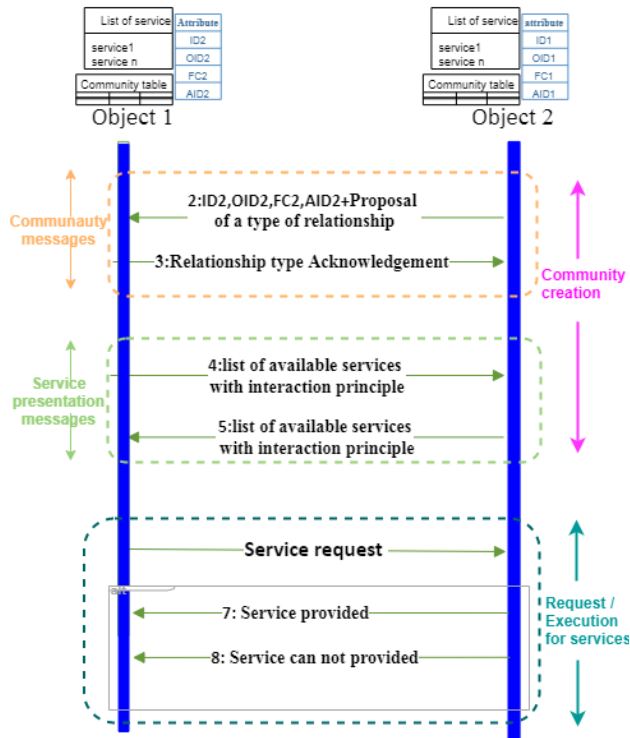 List of service
Attribute
service1
service n
ID2
OID2
FC2
AID2
Community table
Object 1
List of service
attribute
service1
service n
ID1
OID1
FC1
AID1
Community table
Object 2
Communauty
messages
2:ID2,OID2,FC2,AID2+Proposal
of a type of relationship
3:Relationship type Acknowledgement
Community
creation
Service
presentation
messages
4:list of available services
with interaction principle
5:list of available services
with interaction principle
Service request
alt
7: Service provided
8: Service can not provided
Request /
Execution
for services